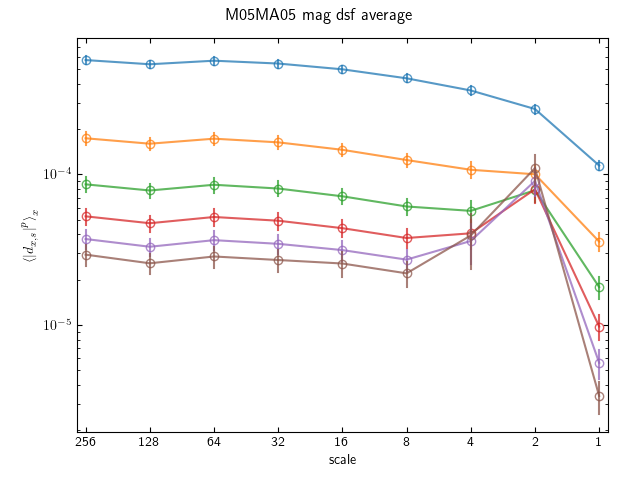 M05MA05 mag dsf average
⟨|d_{x,s}|^p⟩_x
10^{-4}
10^{-5}
256 128 64 32 16 8 4 2 1
scale